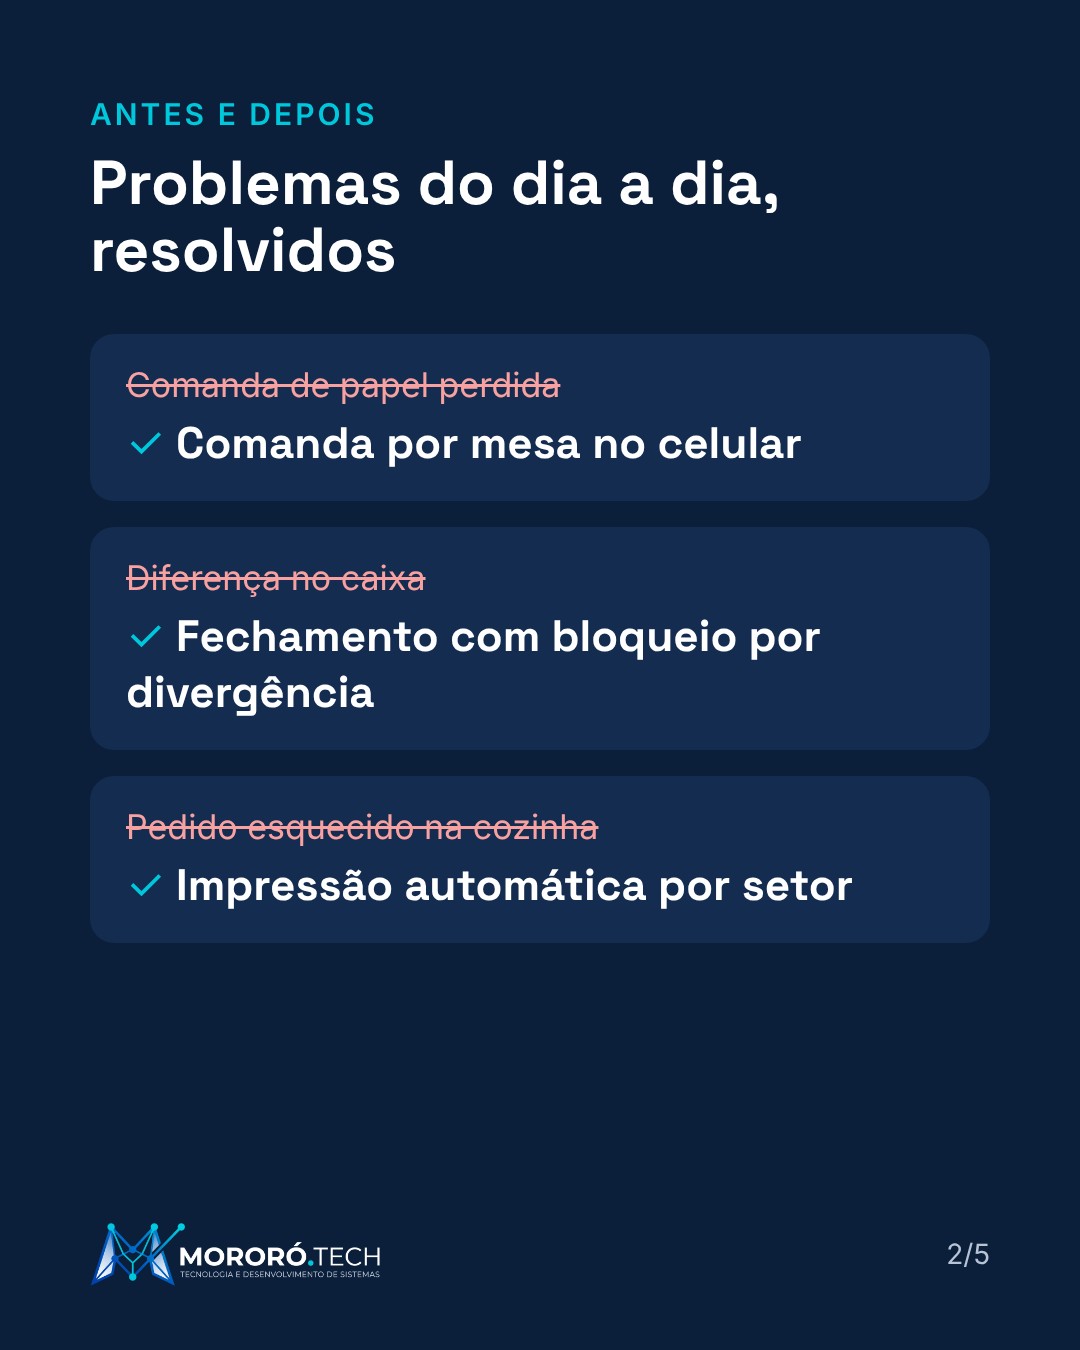 ANTES E DEPOIS
Problemas do dia a dia,
resolvidos
Comanda de papel perdida
✓ Comanda por mesa no celular
Diferença no caixa
✓ Fechamento com bloqueio por
divergência
Pedido esquecido na cozinha
✓ Impressão automática por setor
MORORÓ.TECH
TECNOLOGIA E DESENVOLVIMENTO DE SISTEMAS
2/5